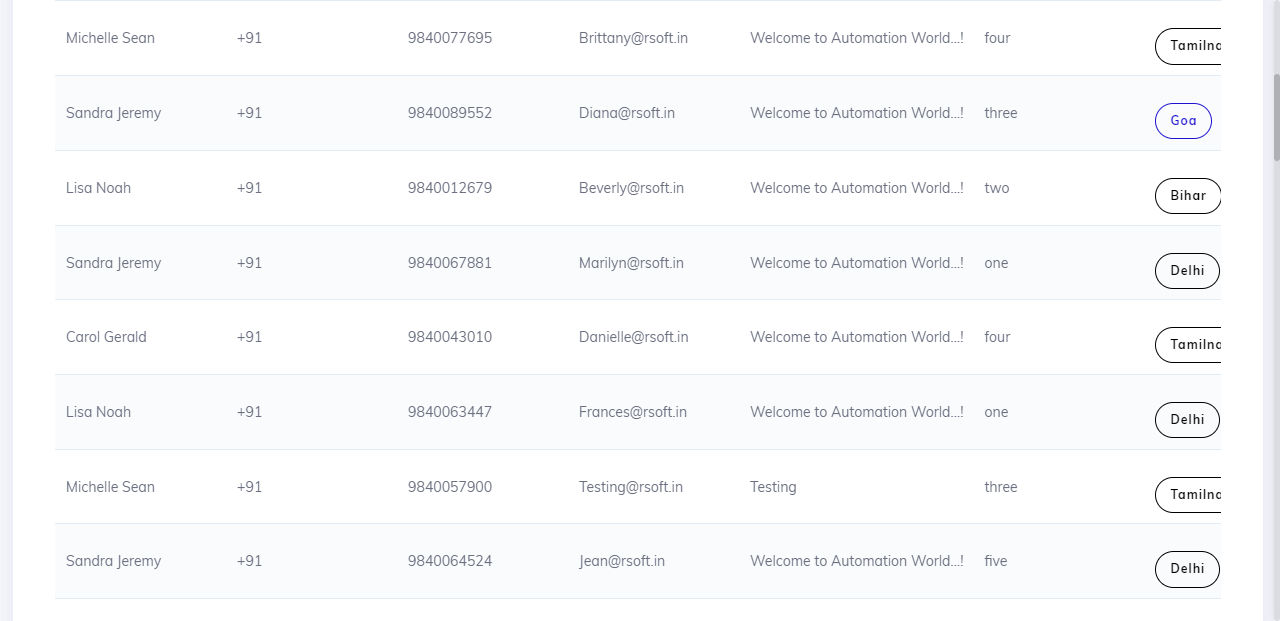 Michelle Sean +91 9840077695 Brittany@rsoft.in Welcome to Automation World...! four
Sandra Jeremy +91 9840089552 Diana@rsoft.in Welcome to Automation World...! three Goa
Lisa Noah +91 9840012679 Beverly@rsoft.in Welcome to Automation World...! two Bihar
Sandra Jeremy +91 9840067881 Marilyn@rsoft.in Welcome to Automation World...! one Delhi
Carol Gerald +91 9840043010 Danielle@rsoft.in Welcome to Automation World...! four
Lisa Noah +91 9840063447 Frances@rsoft.in Welcome to Automation World...! one Delhi
Michelle Sean +91 9840057900 Testing@rsoft.in Testing three
Sandra Jeremy +91 9840064524 Jean@rsoft.in Welcome to Automation World...! five Delhi